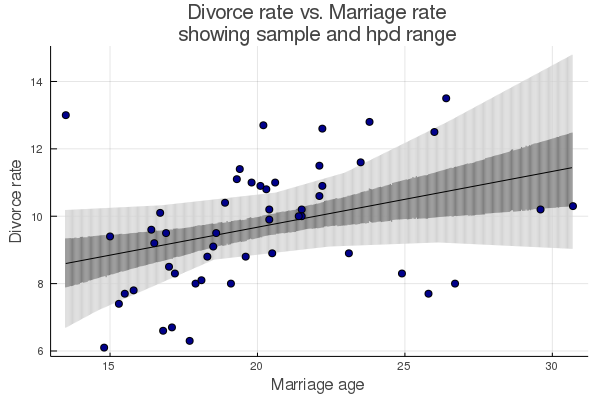 Divorce rate vs. Marriage rate
showing sample and hpd range
14
12
10
8
6
Divorce rate
15 20 25 30
Marriage age